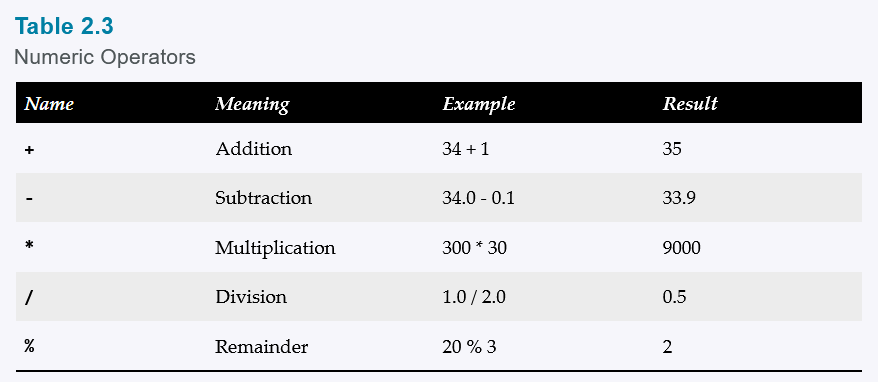 Table 2.3
Numeric Operators
Name Meaning Example Result
+ Addition 34 + 1 35
- Subtraction 34.0 - 0.1 33.9
* Multiplication 300 * 30 9000
/ Division 1.0 / 2.0 0.5
% Remainder 20 % 3 2